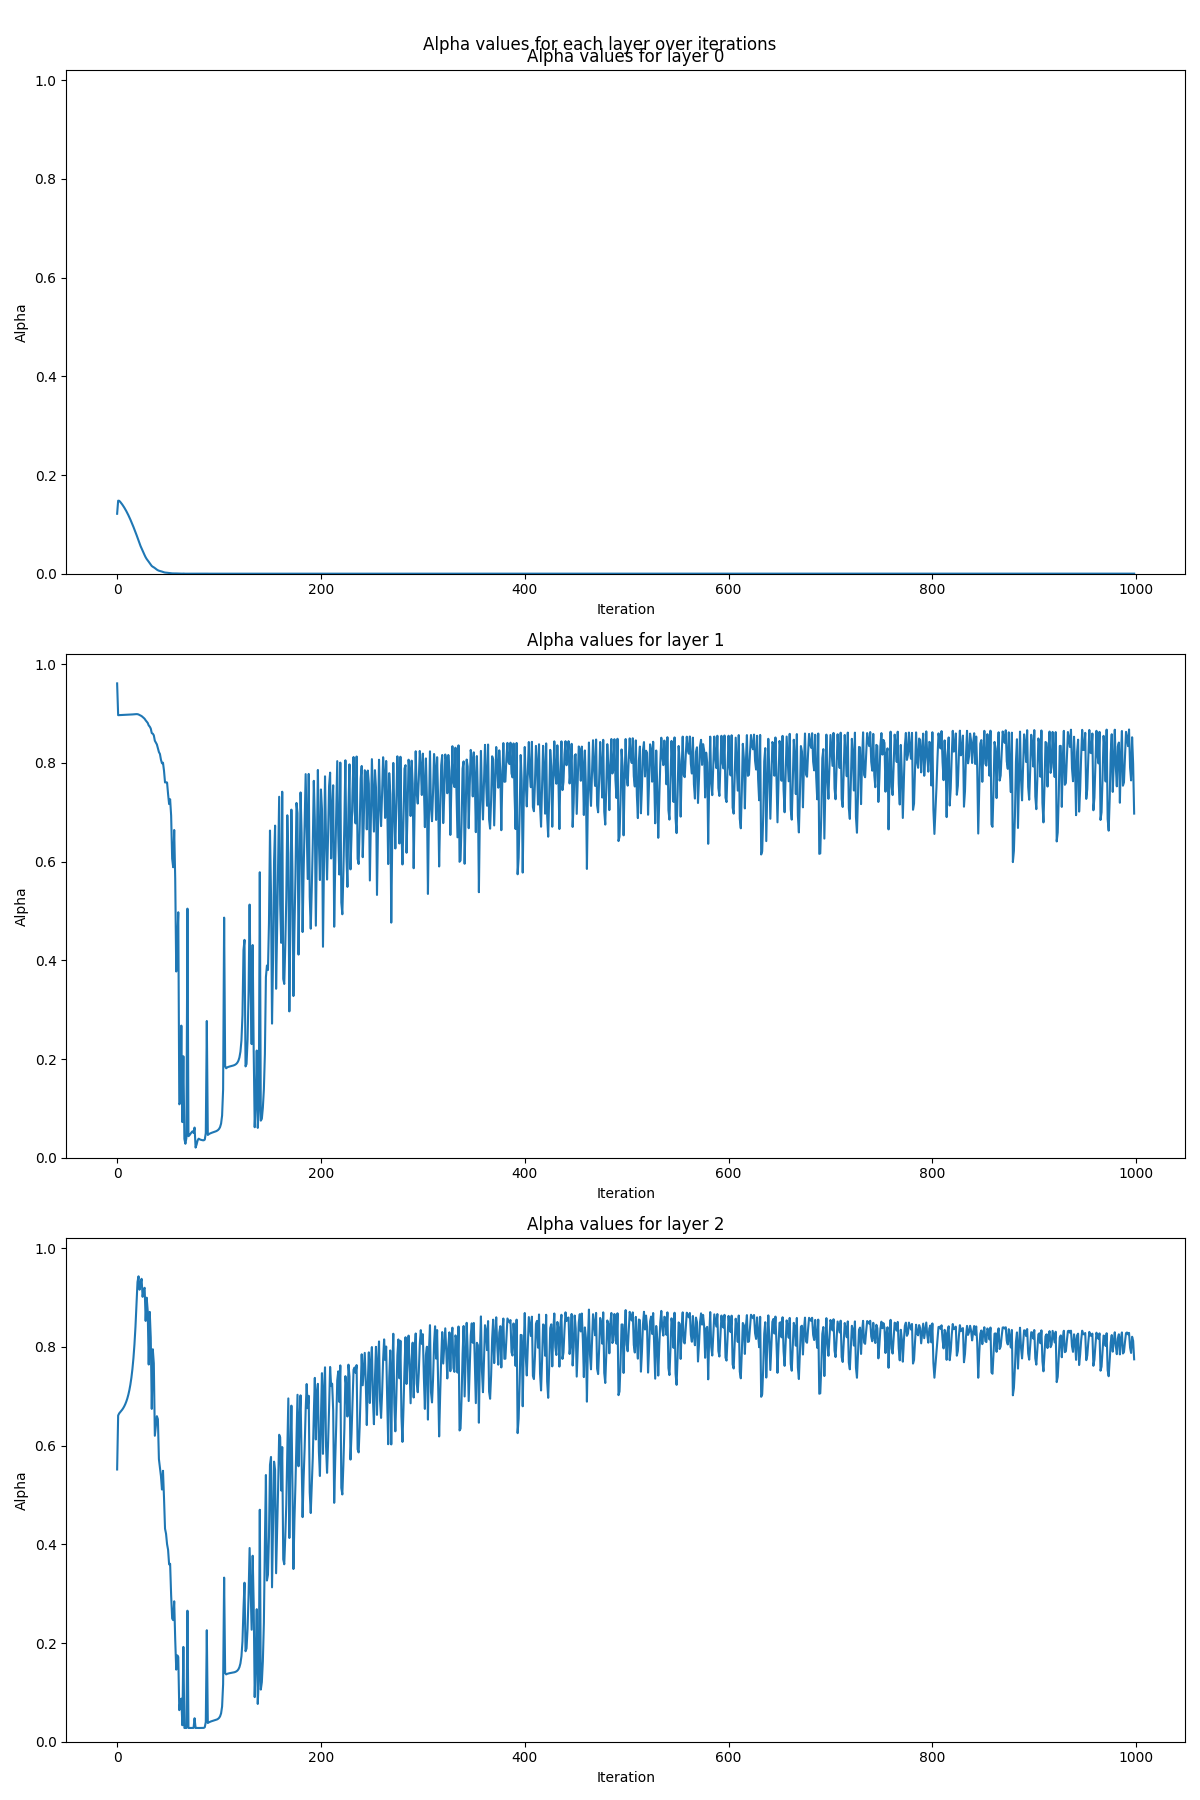 Alpha values for each layer over iterations
Alpha values for layer 0
1.0
0.8
0.6
0.4
0.2
0.0
Alpha
0 200 400 600 800 1000
Iteration
Alpha values for layer 1
1.0
0.8
0.6
0.4
0.2
0.0
Alpha
0 200 400 600 800 1000
Iteration
Alpha values for layer 2
1.0
0.8
0.6
0.4
0.2
0.0
Alpha
0 200 400 600 800 1000
Iteration